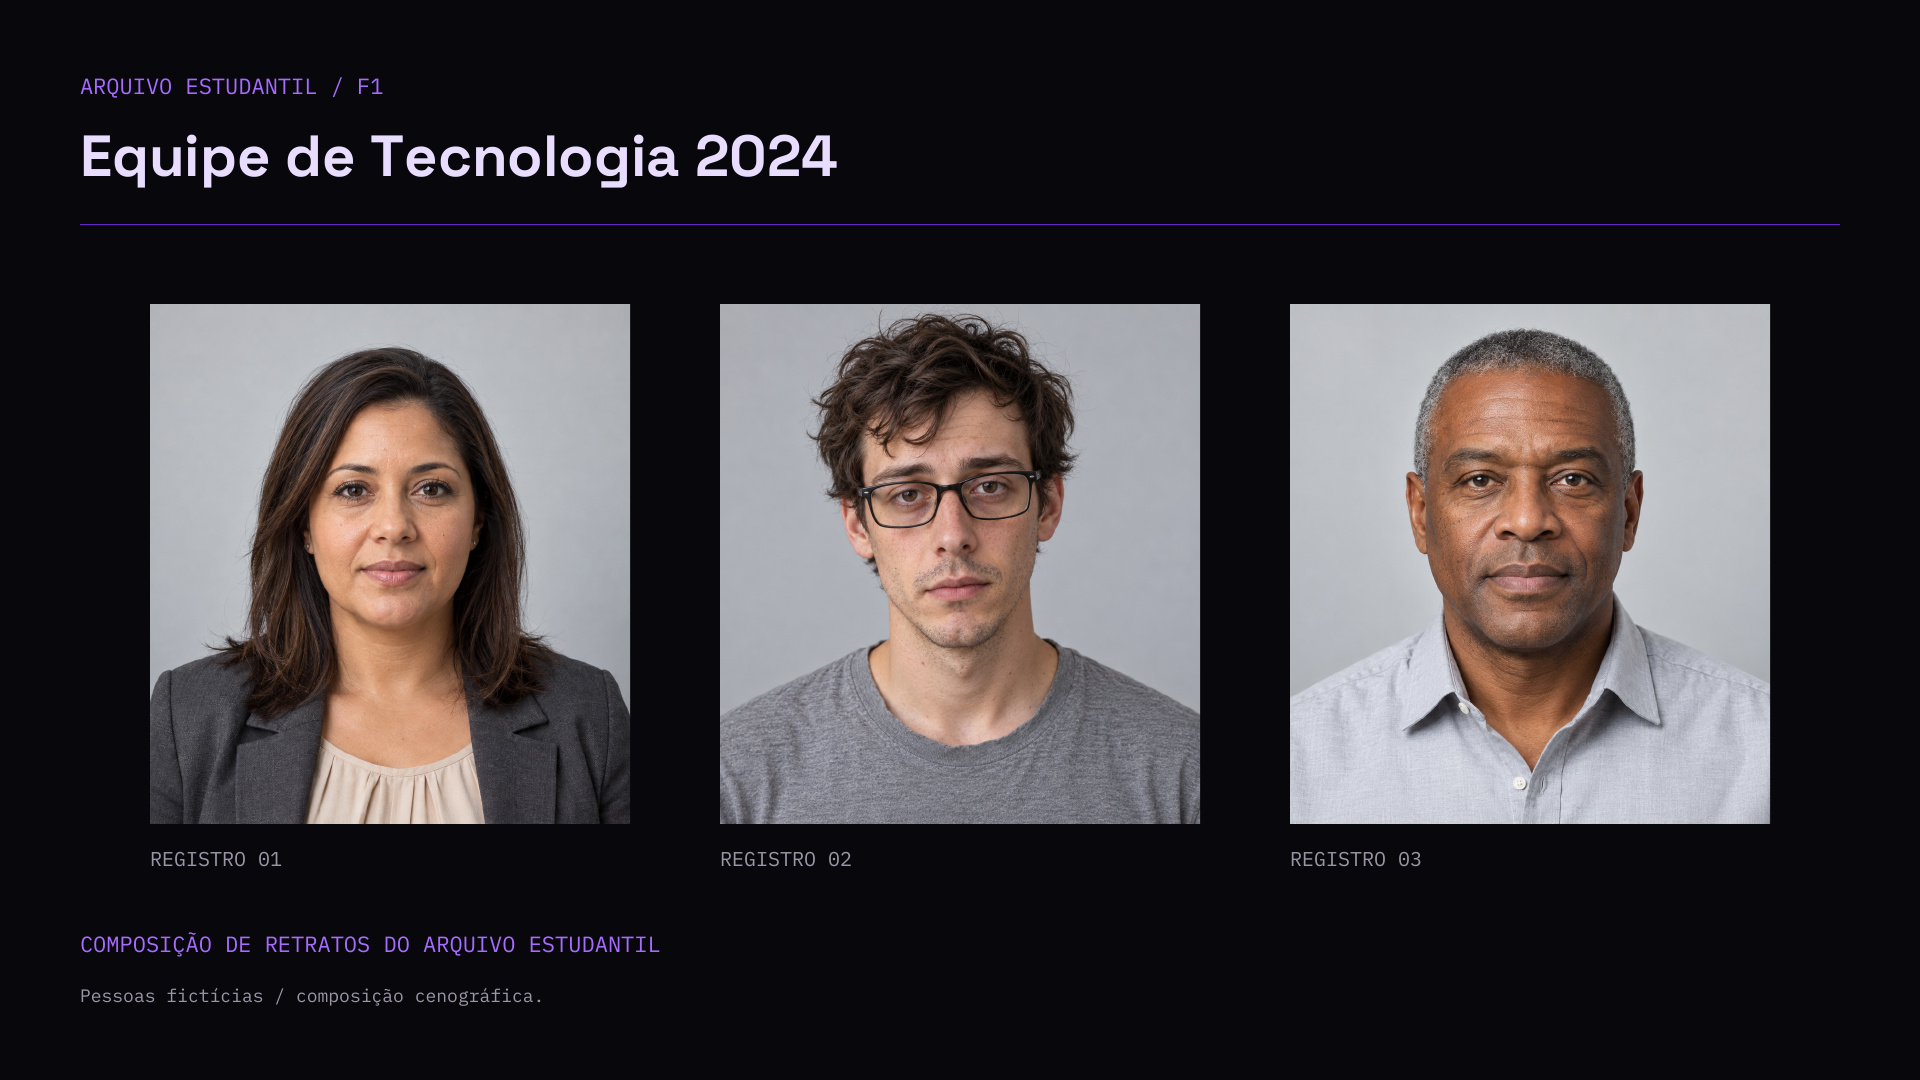 ARQUIVO ESTUDANTIL / F1
Equipe de Tecnologia 2024
REGISTRO 01
REGISTRO 02
REGISTRO 03
COMPOSIÇÃO DE RETRATOS DO ARQUIVO ESTUDANTIL
Pessoas fictícias / composição cenográfica.